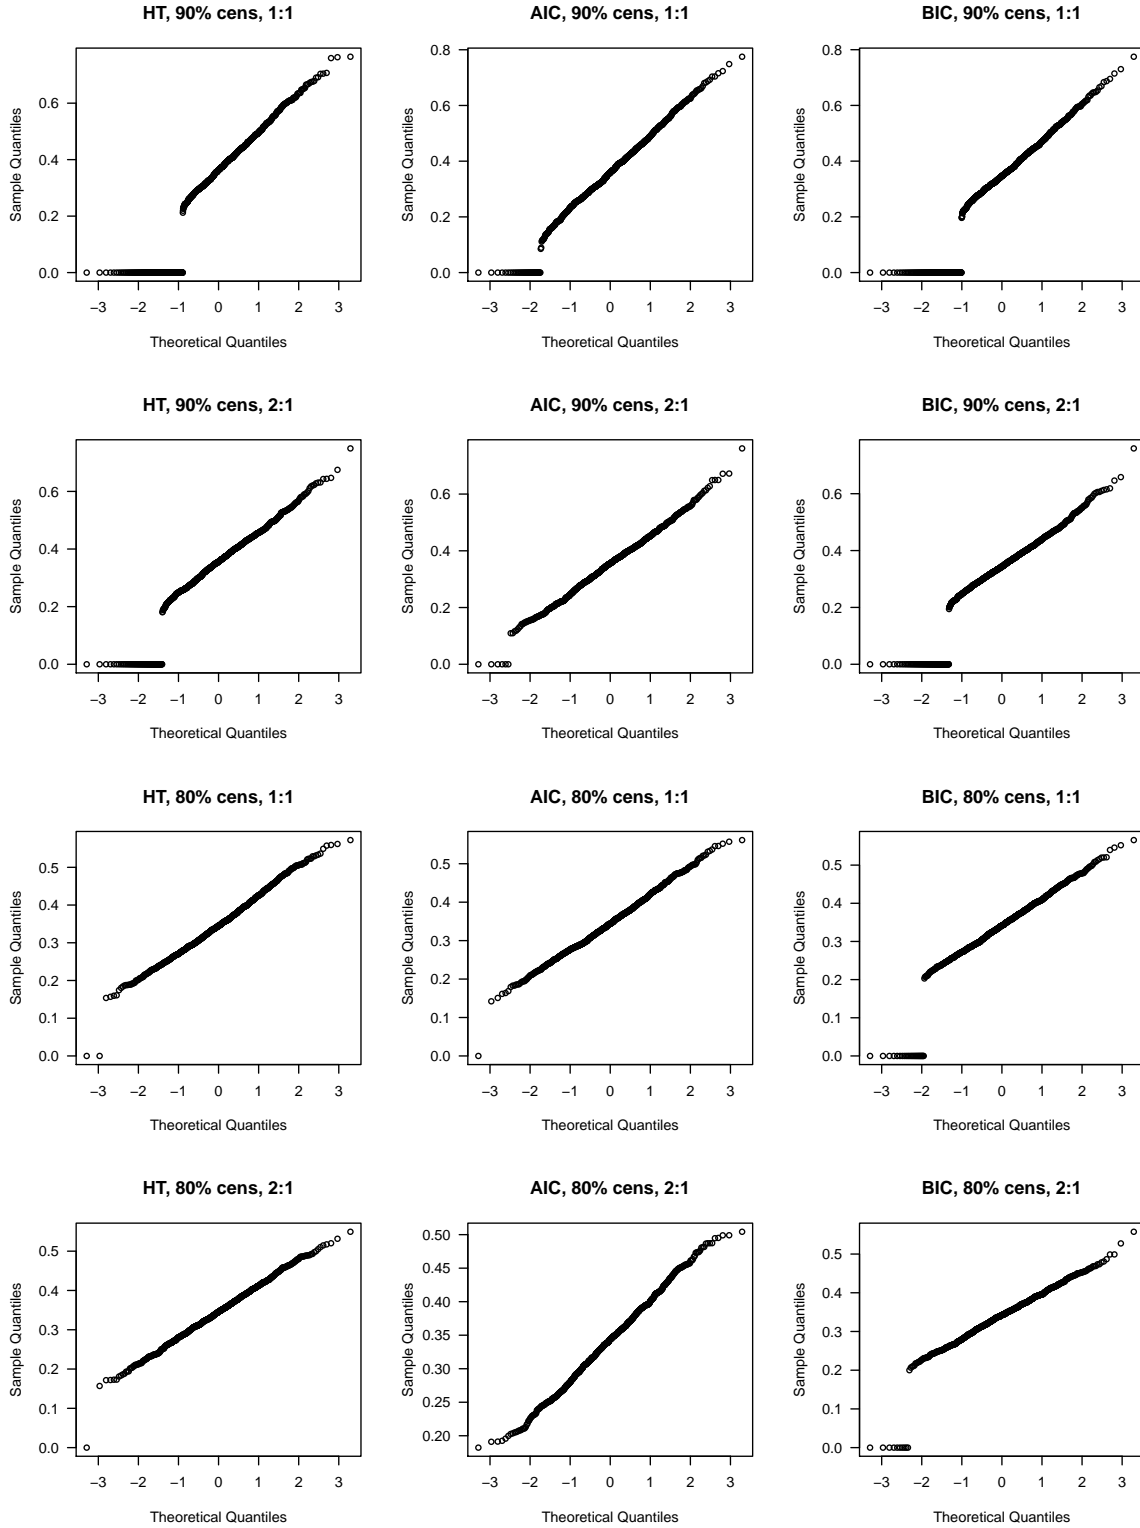 HT, 90% cens, 1:1
Sample Quantiles
0.6
0.4
0.2
0.0
−3 −2 −1 0 1 2 3
Theoretical Quantiles
AIC, 90% cens, 1:1
Sample Quantiles
0.8
0.6
0.4
0.2
0.0
−3 −2 −1 0 1 2 3
Theoretical Quantiles
BIC, 90% cens, 1:1
Sample Quantiles
0.8
0.6
0.4
0.2
0.0
−3 −2 −1 0 1 2 3
Theoretical Quantiles
HT, 90% cens, 2:1
Sample Quantiles
0.6
0.4
0.2
0.0
−3 −2 −1 0 1 2 3
Theoretical Quantiles
AIC, 90% cens, 2:1
Sample Quantiles
0.6
0.4
0.2
0.0
−3 −2 −1 0 1 2 3
Theoretical Quantiles
BIC, 90% cens, 2:1
Sample Quantiles
0.6
0.4
0.2
0.0
−3 −2 −1 0 1 2 3
Theoretical Quantiles
HT, 80% cens, 1:1
Sample Quantiles
0.5
0.4
0.3
0.2
0.1
0.0
−3 −2 −1 0 1 2 3
Theoretical Quantiles
AIC, 80% cens, 1:1
Sample Quantiles
0.5
0.4
0.3
0.2
0.1
0.0
−3 −2 −1 0 1 2 3
Theoretical Quantiles
BIC, 80% cens, 1:1
Sample Quantiles
0.5
0.4
0.3
0.2
0.1
0.0
−3 −2 −1 0 1 2 3
Theoretical Quantiles
HT, 80% cens, 2:1
Sample Quantiles
0.5
0.4
0.3
0.2
0.1
0.0
−3 −2 −1 0 1 2 3
Theoretical Quantiles
AIC, 80% cens, 2:1
Sample Quantiles
0.50
0.45
0.40
0.35
0.30
0.25
0.20
−3 −2 −1 0 1 2 3
Theoretical Quantiles
BIC, 80% cens, 2:1
Sample Quantiles
0.5
0.4
0.3
0.2
0.1
0.0
−3 −2 −1 0 1 2 3
Theoretical Quantiles